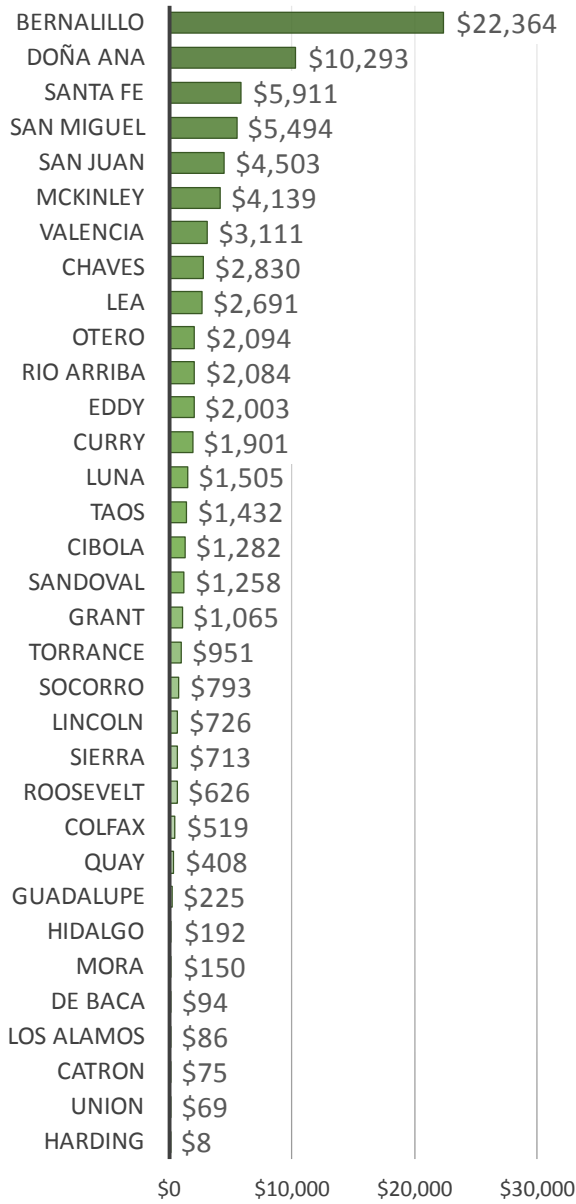 BERNALILLO $22,364
DOÑA ANA $10,293
SANTA FE $5,911
SAN MIGUEL $5,494
SAN JUAN $4,503
MCKINLEY $4,139
VALENCIA $3,111
CHAVES $2,830
LEA $2,691
OTERO $2,094
RIO ARRIBA $2,084
EDDY $2,003
CURRY $1,901
LUNA $1,505
TAOS $1,432
CIBOLA $1,282
SANDOVAL $1,258
GRANT $1,065
TORRANCE $951
SOCORRO $793
LINCOLN $726
SIERRA $713
ROOSEVELT $626
COLFAX $519
QUAY $408
GUADALUPE $225
HIDALGO $192
MORA $150
DE BACA $94
LOS ALAMOS $86
CATRON $75
UNION $69
HARDING $8
$0 $10,000 $20,000 $30,000